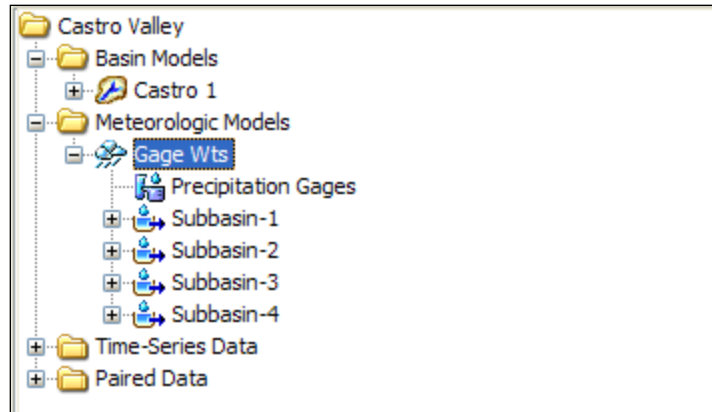 Castro Valley
Basin Models
Castro 1
Meteorologic Models
Gage Wts
Precipitation Gages
Subbasin-1
Subbasin-2
Subbasin-3
Subbasin-4
Time-Series Data
Paired Data